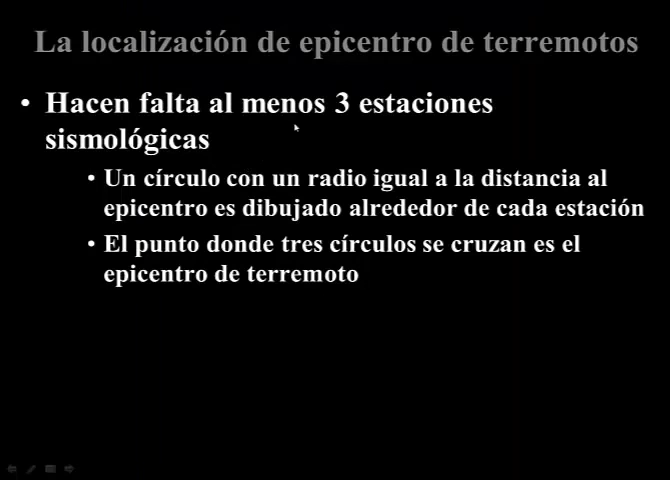 La localización de epicentro de terremotos
• Hacen falta al menos 3 estaciones
sismológicas
• Un círculo con un radio igual a la distancia al
epicentro es dibujado alrededor de cada estación
• El punto donde tres círculos se cruzan es el
epicentro de terremoto